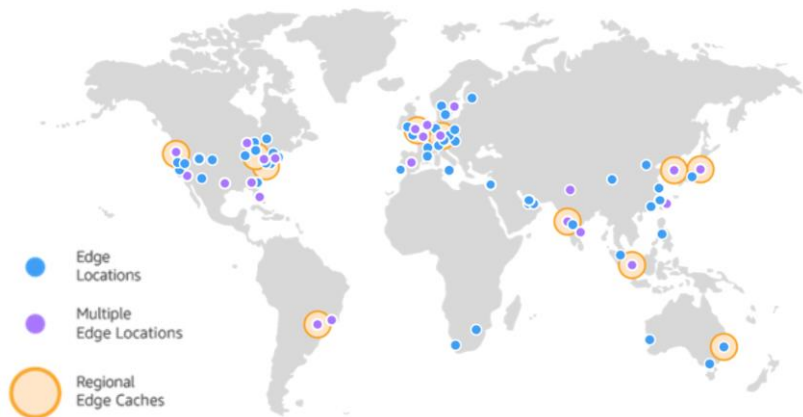 Edge
Locations
Multiple
Edge Locations
Regional
Edge Caches